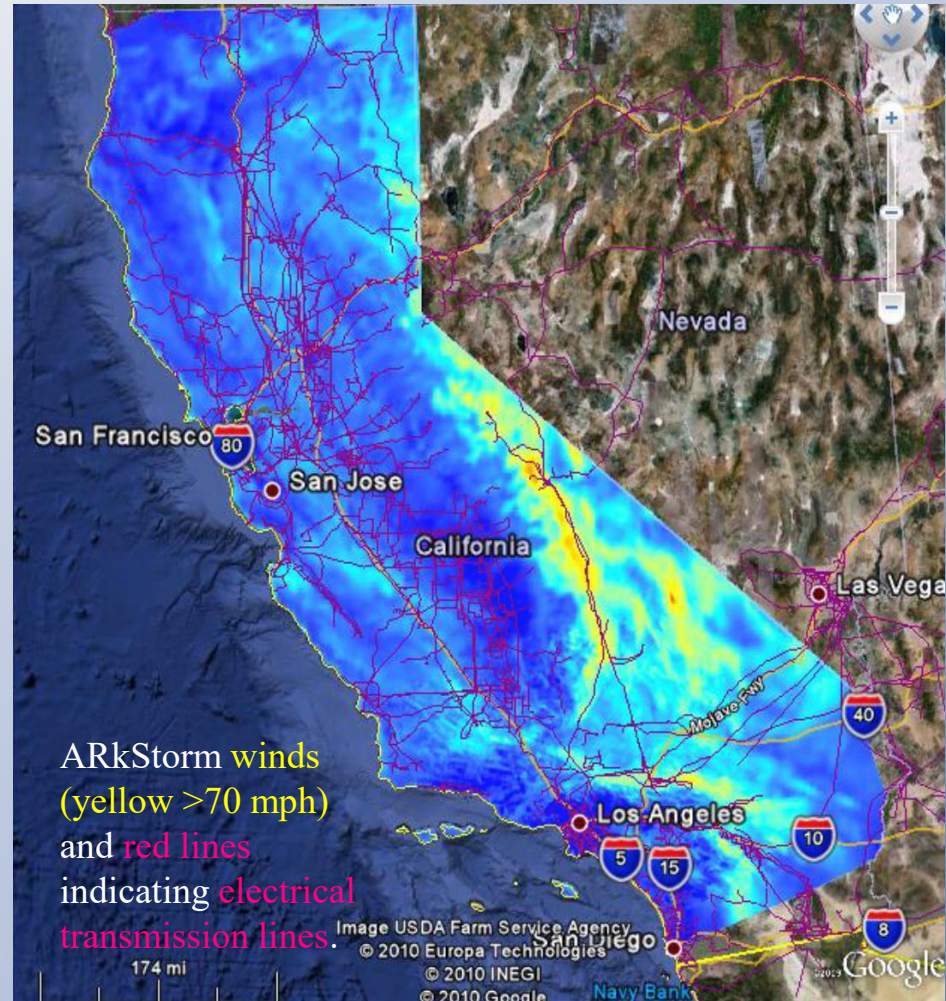 Nevada
San Francisco
80
San Jose
California
Las Vega
Mojave Fwy
40
ARkStorm winds
(yellow >70 mph)
and red lines
indicating electrical
transmission lines.
Los Angeles
10
5
15
8
San Diego
Image USDA Farm Service Agency
© 2010 Europa Technologies
© 2010 INEGI
© 2010 Google
©2009 Google
174 mi
Navy Bank